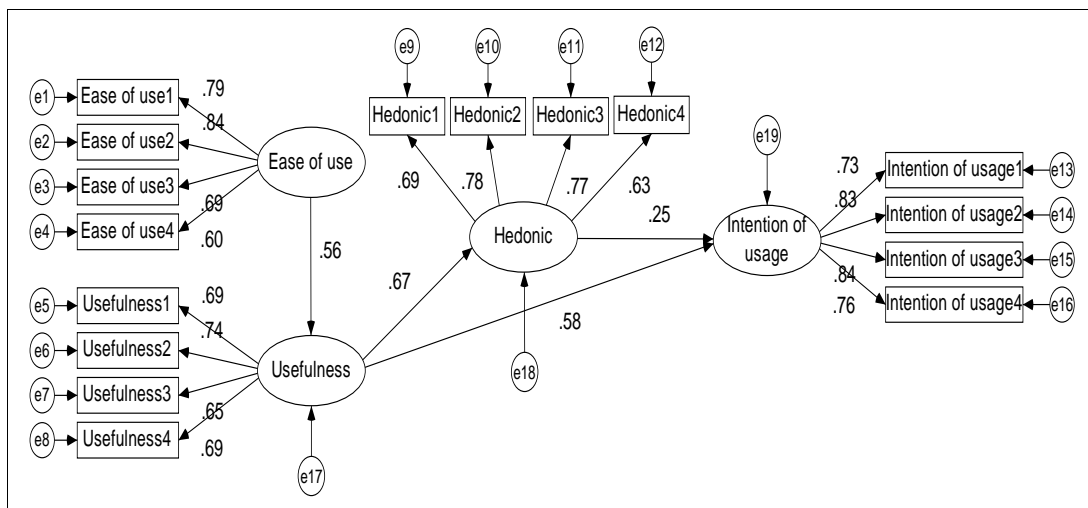 e1
Ease of use1
.79
e2
Ease of use2
.84
e3
Ease of use3
.69
e4
Ease of use4
.60
Ease of use
.56
e5
Usefulness1
.69
e6
Usefulness2
.74
e7
Usefulness3
.65
e8
Usefulness4
.69
Usefulness
e17
.67
.58
e9
e10
e11
e12
Hedonic1
Hedonic2
Hedonic3
Hedonic4
.69
.78
.77
.63
Hedonic
e18
.25
e19
Intention of
usage
.73
Intention of usage1
e13
.83
Intention of usage2
e14
.84
Intention of usage3
e15
.76
Intention of usage4
e16